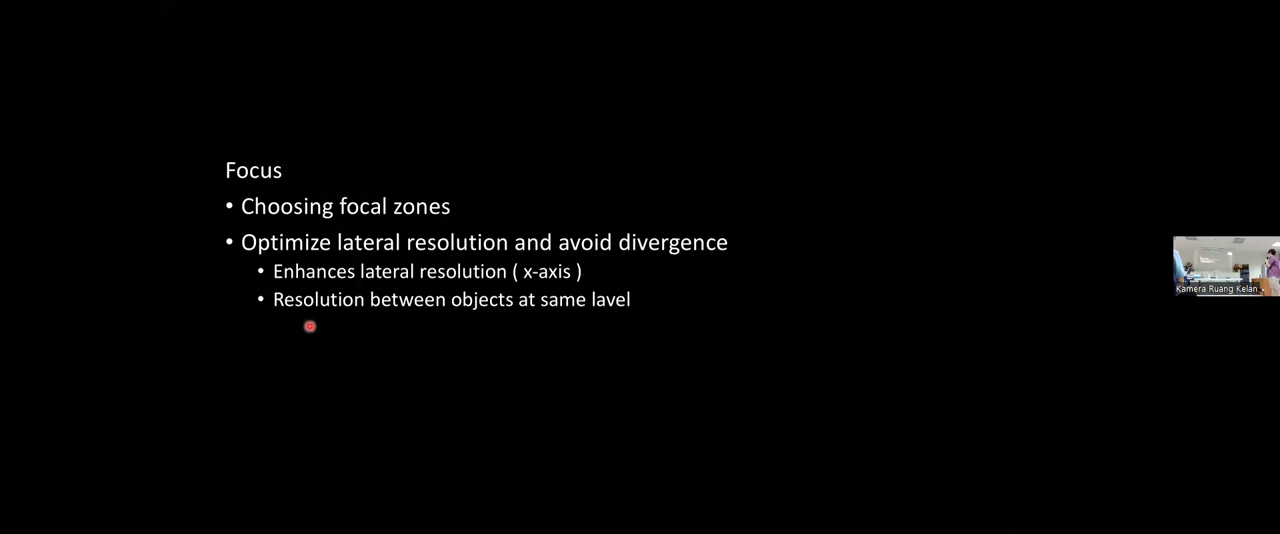 Focus
• Choosing focal zones
• Optimize lateral resolution and avoid divergence
• Enhances lateral resolution ( x-axis )
• Resolution between objects at same lavel
Kamera Ruang Kelan